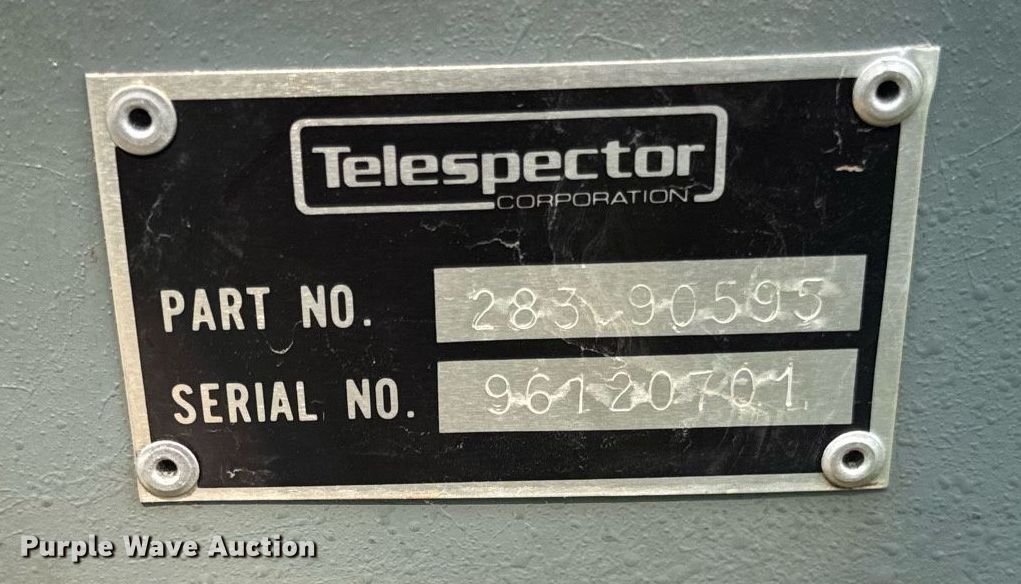 Telespector
CORPORATION
PART NO. 283 90595
SERIAL NO. 96120701
Purple Wave Auction